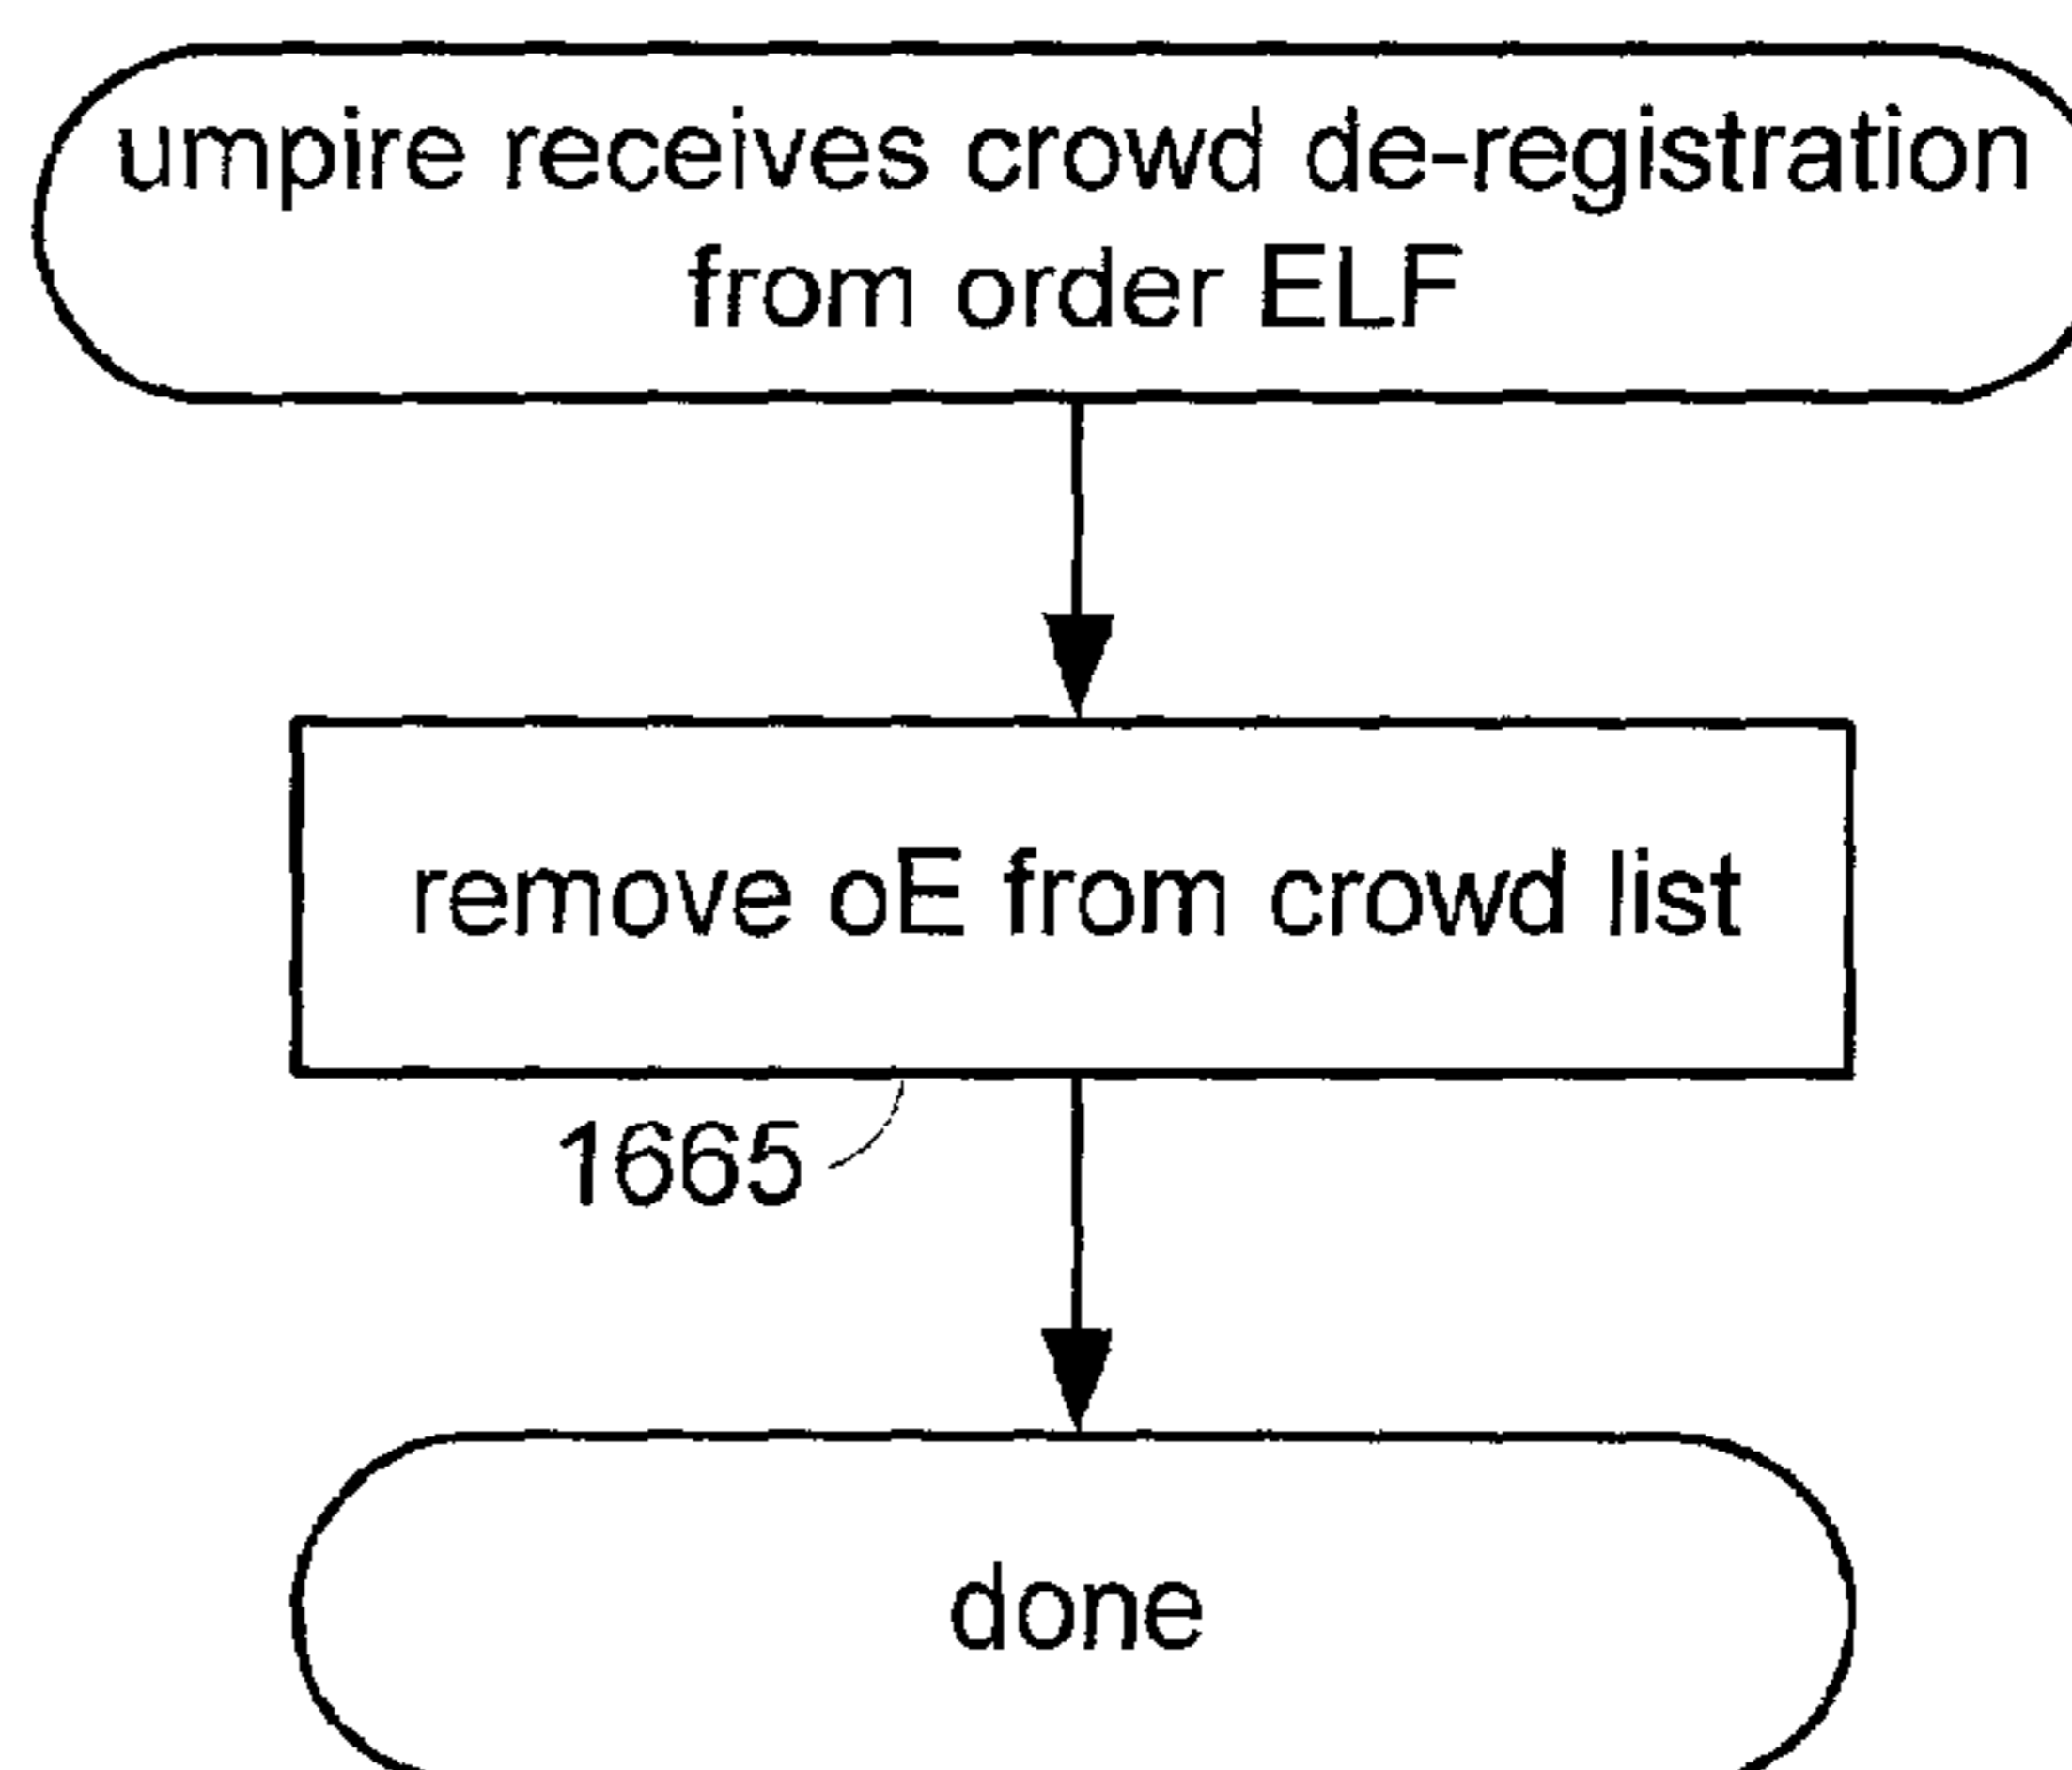 umpire receives crowd de-registration
from order ELF
remove oE from crowd list
1665
done